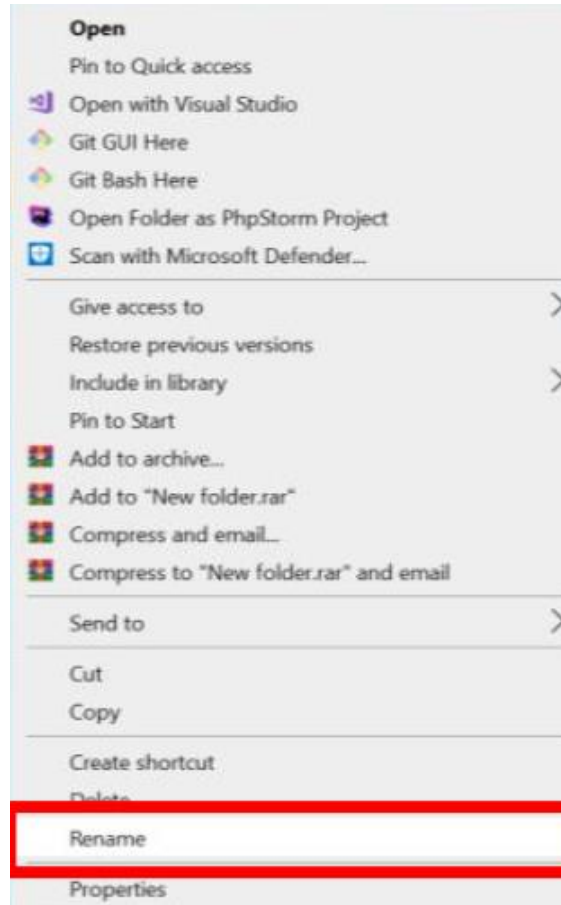 Open
Pin to Quick access
Open with Visual Studio
Git GUI Here
Git Bash Here
Open Folder as PhpStorm Project
Scan with Microsoft Defender...
Give access to
Restore previous versions
Include in library
Pin to Start
Add to archive...
Add to "New folder.rar"
Compress and email...
Compress to "New folder.rar" and email
Send to
Cut
Copy
Create shortcut
Delete
Rename
Properties